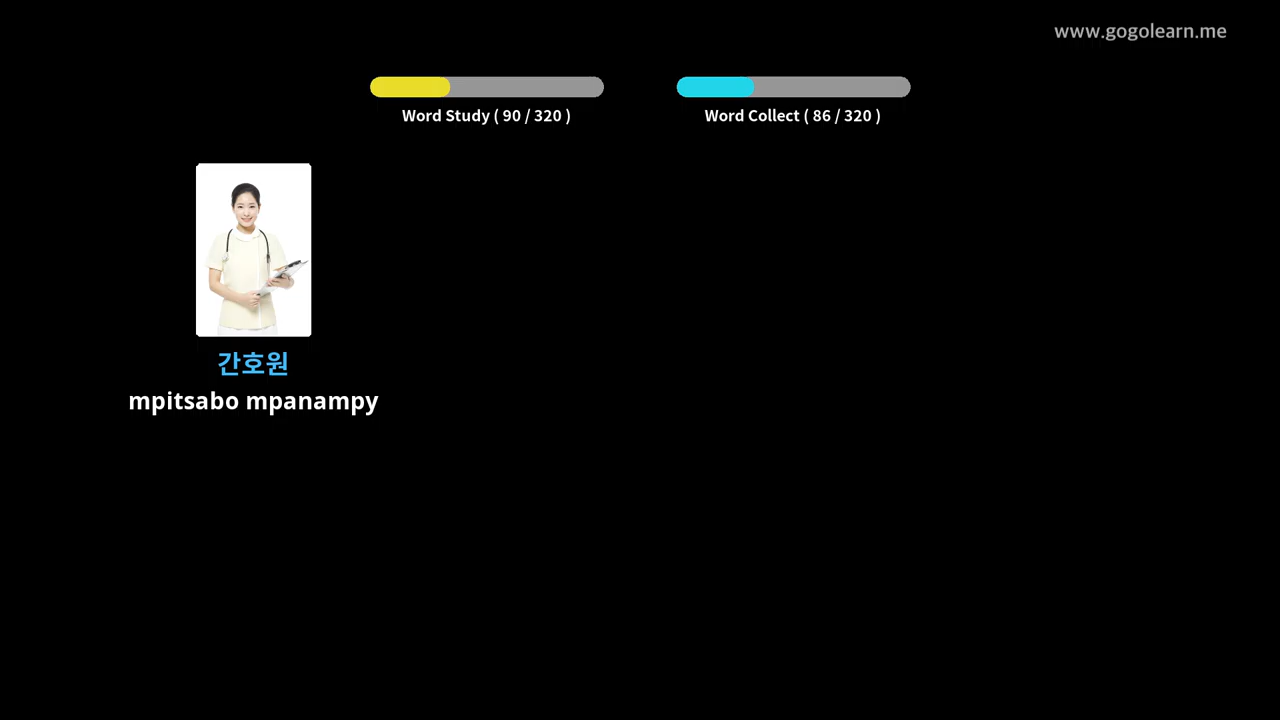 www.gogolearn.me
Word Study ( 90 / 320 )
Word Collect ( 86 / 320 )
간호원
mpitsabo mpanampy